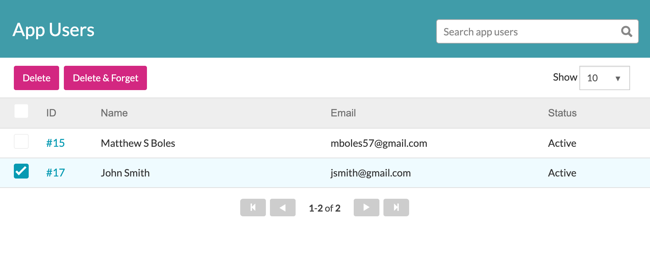 App Users
Search app users
Delete Delete & Forget Show 10
ID Name Email Status
#15 Matthew S Boles mboles57@gmail.com Active
#17 John Smith jsmith@gmail.com Active
1-2 of 2